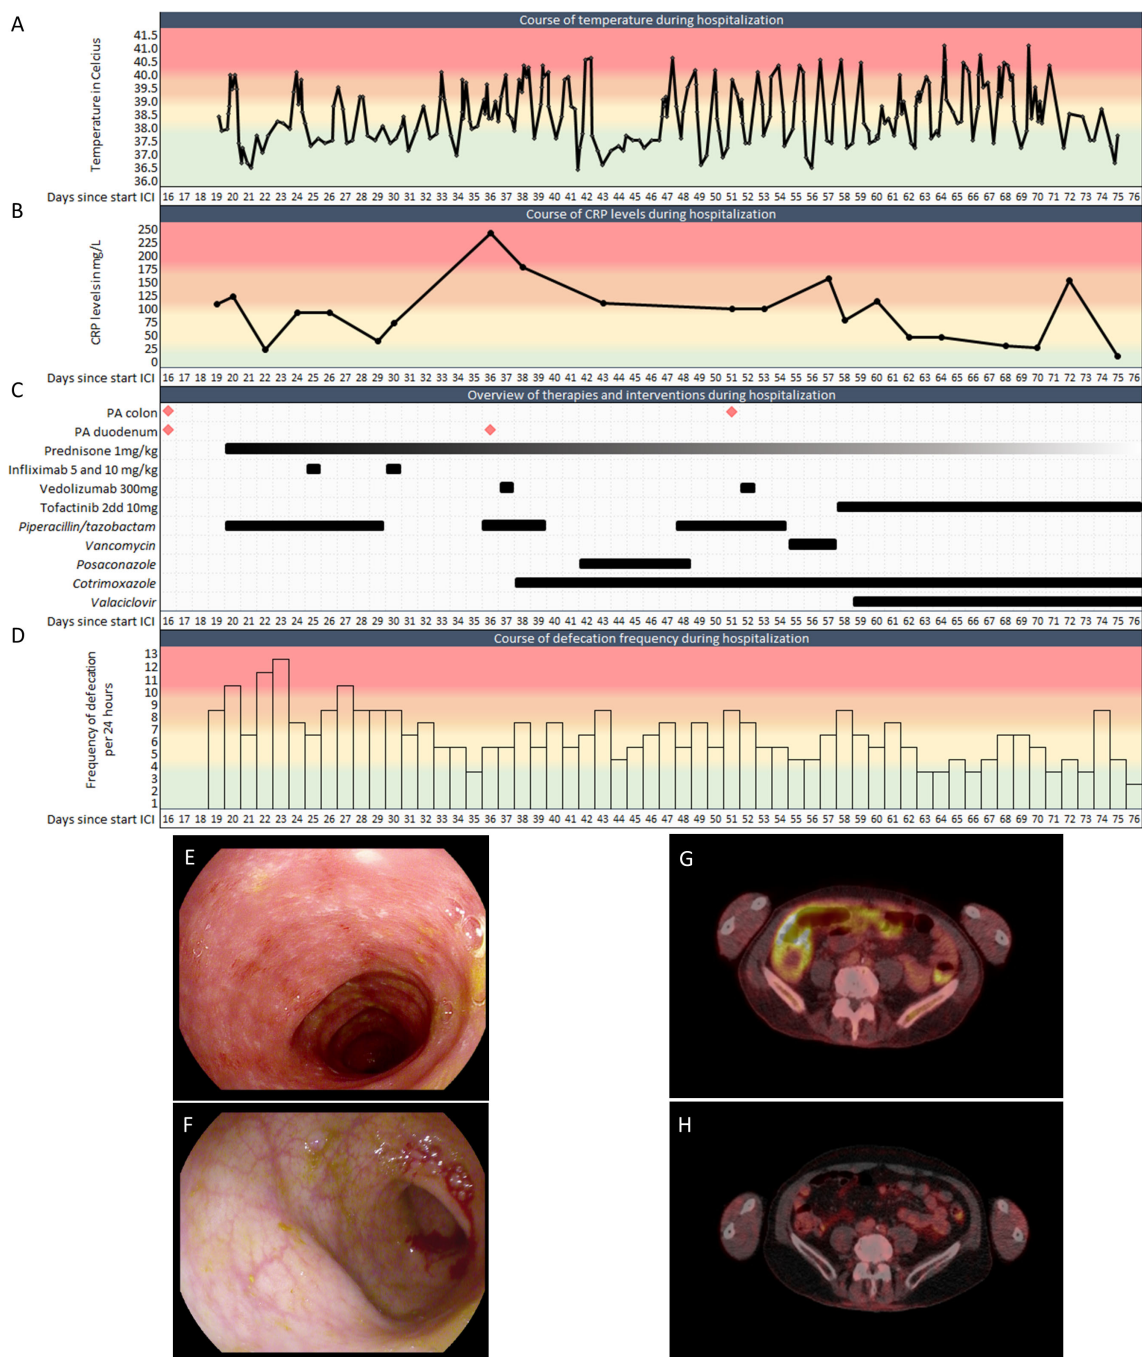 A
Course of temperature during hospitalization
Temperature in Celcius
41.5
41.0
40.5
40.0
39.5
39.0
38.5
38.0
37.5
37.0
36.5
36.0
Days since start ICI 16 17 18 19 20 21 22 23 24 25 26 27 28 29 30 31 32 33 34 35 36 37 38 39 40 41 42 43 44 45 46 47 48 49 50 51 52 53 54 55 56 57 58 59 60 61 62 63 64 65 66 67 68 69 70 71 72 73 74 75 76
B
Course of CRP levels during hospitalization
CRP levels in mg/L
250
225
200
175
150
125
100
75
50
25
0
Days since start ICI 16 17 18 19 20 21 22 23 24 25 26 27 28 29 30 31 32 33 34 35 36 37 38 39 40 41 42 43 44 45 46 47 48 49 50 51 52 53 54 55 56 57 58 59 60 61 62 63 64 65 66 67 68 69 70 71 72 73 74 75 76
C
Overview of therapies and interventions during hospitalization
PA colon
PA duodenum
Prednisone 1mg/kg
Infliximab 5 and 10 mg/kg
Vedolizumab 300mg
Tofactinib 2dd 10mg
Piperacillin/tazobactam
Vancomycin
Posaconazole
Cotrimoxazole
Valaciclovir
Days since start ICI 16 17 18 19 20 21 22 23 24 25 26 27 28 29 30 31 32 33 34 35 36 37 38 39 40 41 42 43 44 45 46 47 48 49 50 51 52 53 54 55 56 57 58 59 60 61 62 63 64 65 66 67 68 69 70 71 72 73 74 75 76
D
Course of defecation frequency during hospitalization
Frequency of defecation
per 24 hours
13
12
11
10
9
8
7
6
5
4
3
2
1
Days since start ICI 16 17 18 19 20 21 22 23 24 25 26 27 28 29 30 31 32 33 34 35 36 37 38 39 40 41 42 43 44 45 46 47 48 49 50 51 52 53 54 55 56 57 58 59 60 61 62 63 64 65 66 67 68 69 70 71 72 73 74 75 76
E
G
F
H